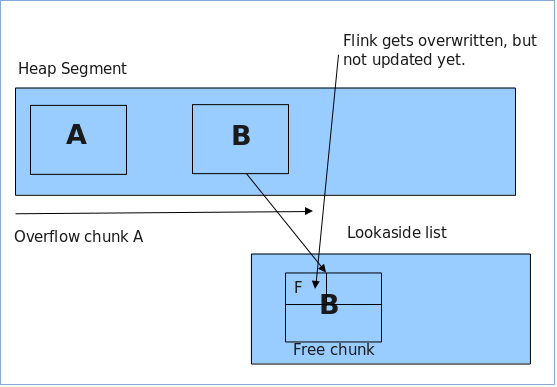 Flink gets overwritten, but
not updated yet.
Heap Segment
A
B
Overflow chunk A
Lookaside list
F
B
Free chunk